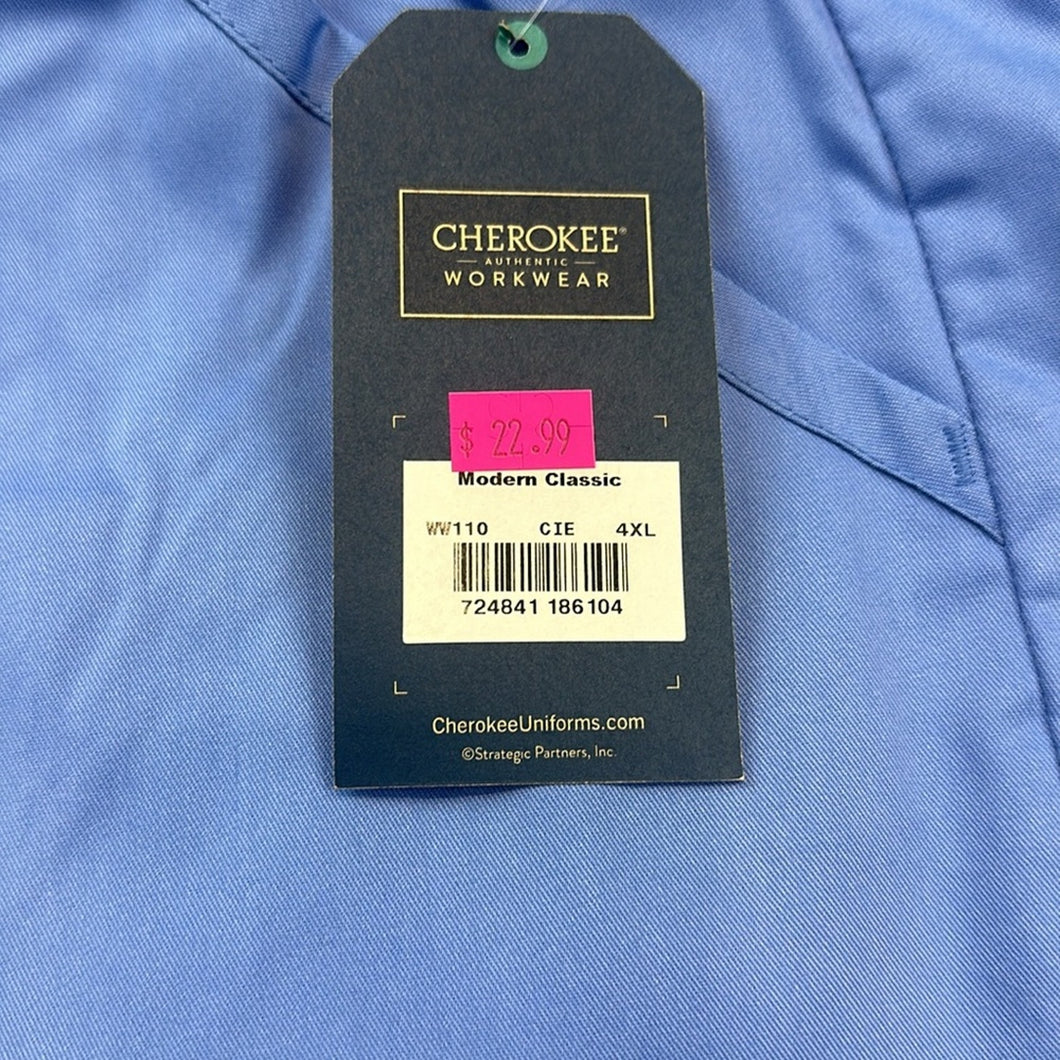 CHEROKEE®
AUTHENTIC
WORKWEAR
$ 22.99
Modern Classic
WW110 CIE 4XL
724841 186104
CherokeeUniforms.com
©Strategic Partners, Inc.